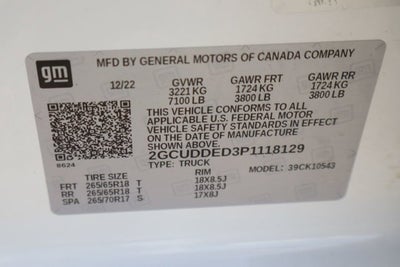 gm
MFD BY GENERAL MOTORS OF CANADA COMPANY
12/22 GVWR GAWR FRT GAWR RR
3221 KG 1724 KG 1724 KG
7100 LB 3800 LB 3800 LB
THIS VEHICLE CONFORMS TO ALL
APPLICABLE U.S. FEDERAL MOTOR
VEHICLE SAFETY STANDARDS IN EFFECT
ON THE DATE OF MANUFACTURE
SHOWN ABOVE.
2GCUDDED3P1118129
8624 TYPE: TRUCK MODEL: 39CK10543
TIRE SIZE RIM
FRT 265/65R18 T 18X8.5J
RR 265/65R18 T 18X8.5J
SPA 265/70R17 S 17X8J